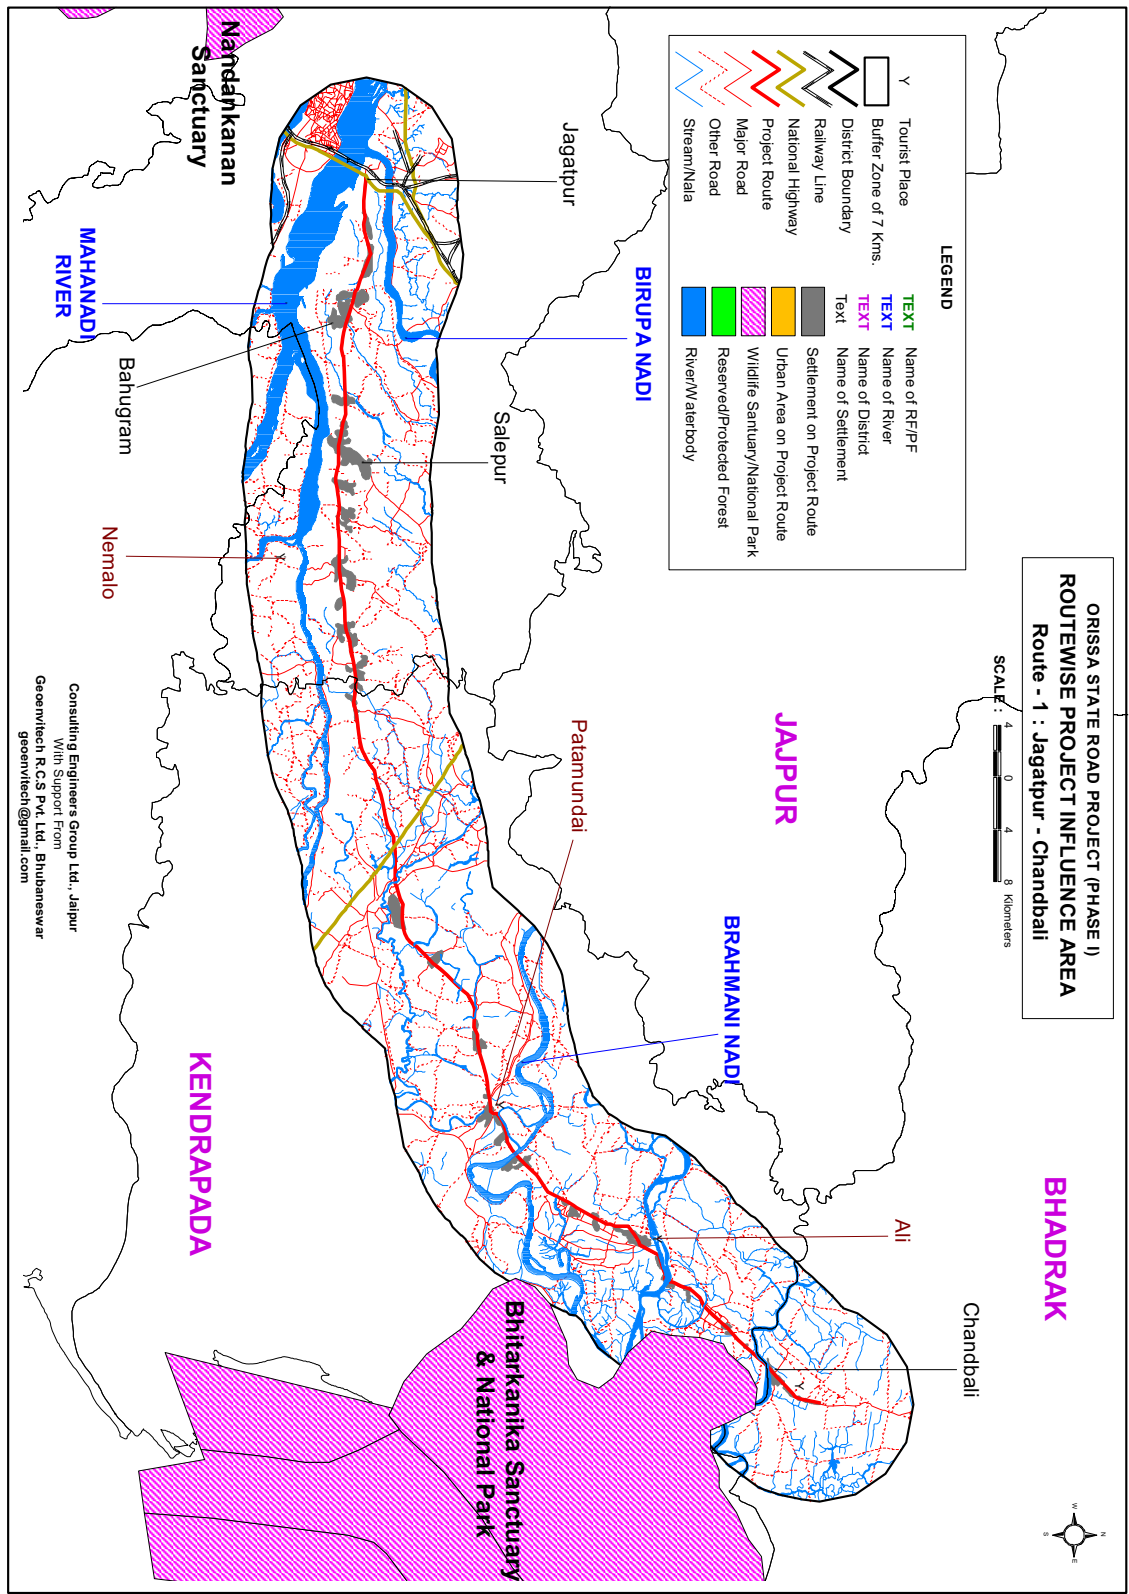 ORISSA STATE ROAD PROJECT (PHASE I)
ROUTEWISE PROJECT INFLUENCE AREA
Route - 1 : Jagatpur - Chandbali
SCALE :
4 0 4 8 Kilometers
N
W E
S
LEGEND
Y Tourist Place
Buffer Zone of 7 Kms.
District Boundary
Railway Line
National Highway
Project Route
Major Road
Other Road
Stream/Nala
TEXT Name of RF/PF
TEXT Name of River
TEXT Name of District
Text Name of Settlement
Settlement on Project Route
Urban Area on Project Route
Wildlife Santuary/National Park
Reserved/Protected Forest
River/Waterbody
BHADRAK
JAJPUR
BRAHMANI NADI
BIRUPA NADI
Jagatpur
Salepur
Patamundai
Ali
Chandbali
Y
Nandankanan
Sanctuary
MAHANADI
RIVER
Bahugram
Nemalo
Y
KENDRAPADA
Bhitarkanika Sanctuary
& National Park
Consulting Engineers Group Ltd., Jaipur
With Support From
Geoenvitech R.C.S Pvt. Ltd., Bhubaneswar
geoenvitech@gmail.com